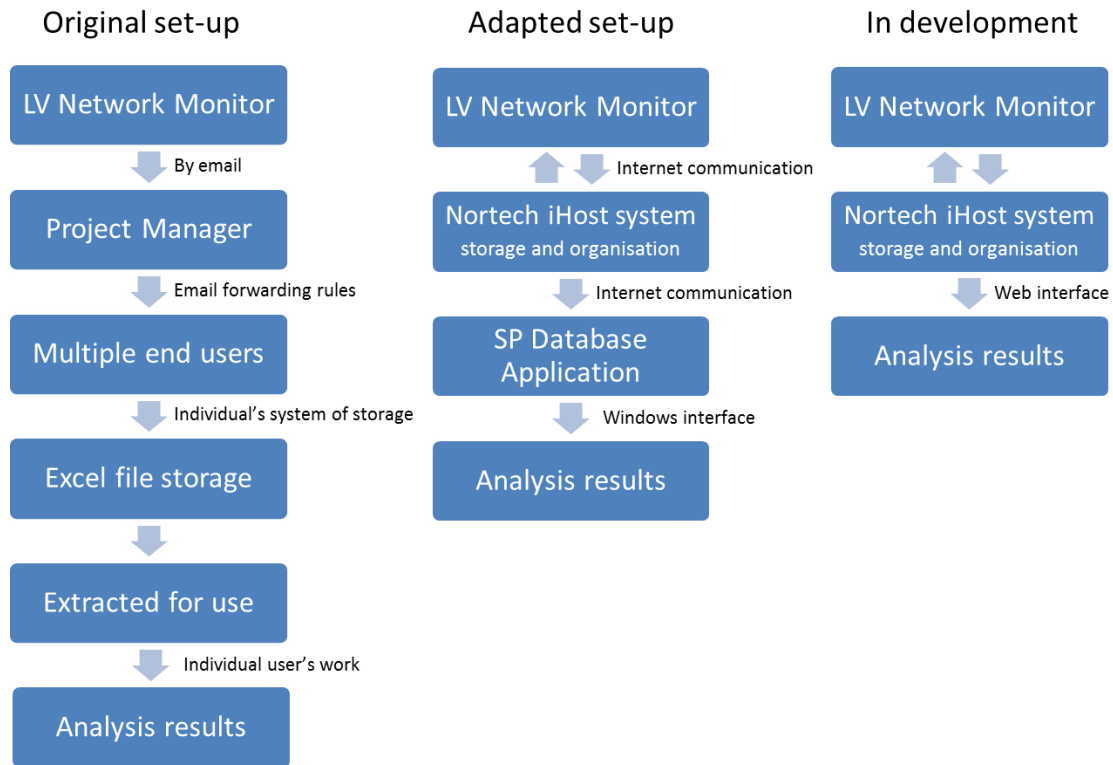 Original set-up
LV Network Monitor
By email
Project Manager
Email forwarding rules
Multiple end users
Individual's system of storage
Excel file storage
Extracted for use
Individual user's work
Analysis results
Adapted set-up
LV Network Monitor
Internet communication
Nortech iHost system
storage and organisation
Internet communication
SP Database
Application
Windows interface
Analysis results
In development
LV Network Monitor
Nortech iHost system
storage and organisation
Web interface
Analysis results